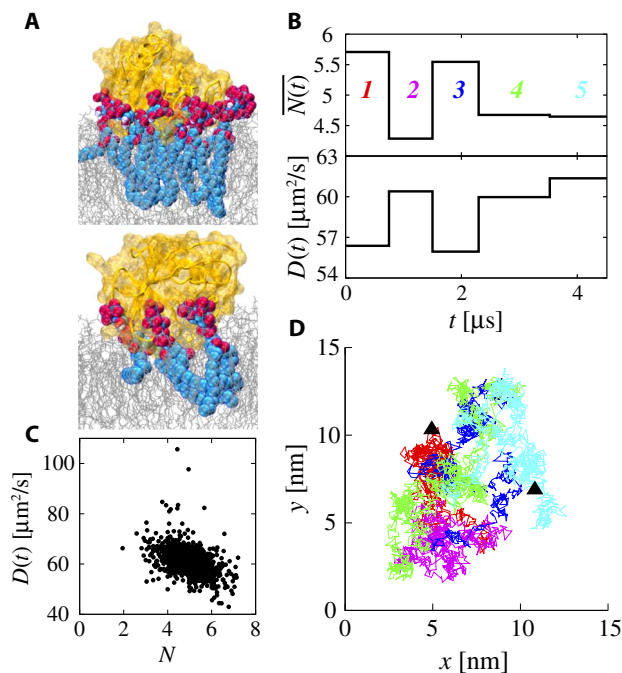 A
B
6
5.5
5
4.5
N(t)
1 2 3 4 5
63
60
57
54
D(t) [μm²/s]
0 2 4
t [μs]
C
100
80
60
40
D(t) [μm²/s]
0 2 4 6 8
N
D
15
10
5
0
y [nm]
0 5 10 15
x [nm]